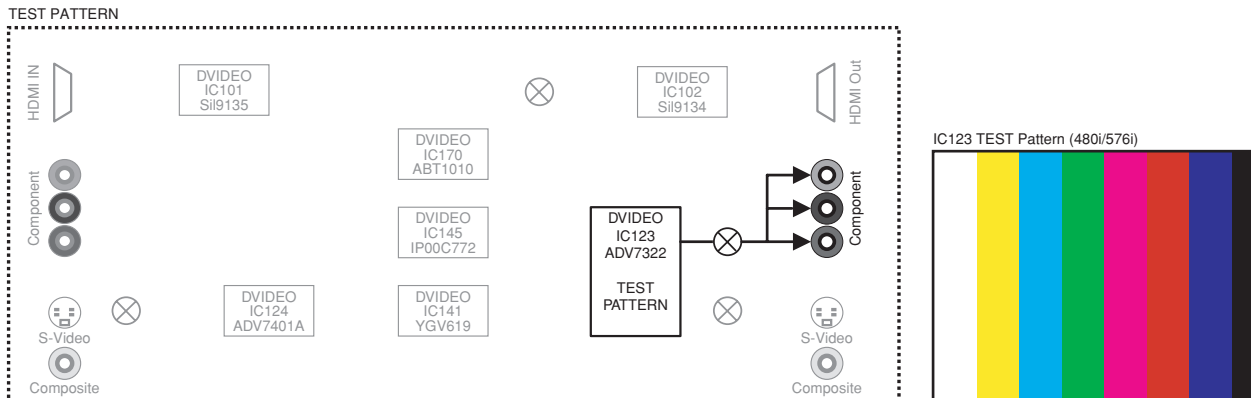 TEST PATTERN
HDMI IN
DVIDEO
IC101
SiI9135
DVIDEO
IC102
SiI9134
HDMI Out
DVIDEO
IC170
ABT1010
IC123 TEST Pattern (480i/576i)
Component
DVIDEO
IC145
IP00C772
DVIDEO
IC123
ADV7322
TEST
PATTERN
Component
DVIDEO
IC124
ADV7401A
DVIDEO
IC141
YGV619
S-Video
S-Video
Composite
Composite